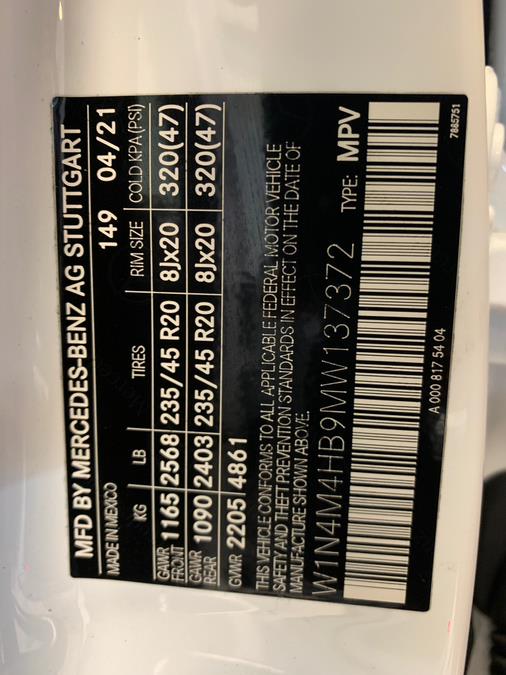 MFD BY MERCEDES-BENZ AG STUTTGART
MADE IN MEXICO 149 04/21
KG LB TIRES RIM SIZE COLD KPA (PSI)
GAWR FRONT 1165 2568 235/45 R20 8Jx20 320(47)
GAWR REAR 1090 2403 235/45 R20 8Jx20 320(47)
GVWR 2205 4861
THIS VEHICLE CONFORMS TO ALL APPLICABLE FEDERAL MOTOR VEHICLE
SAFETY AND THEFT PREVENTION STANDARDS IN EFFECT ON THE DATE OF
MANUFACTURE SHOWN ABOVE.
W1N4M4HB9MW137372 TYPE: MPV
A 000 817 54 04
7885751